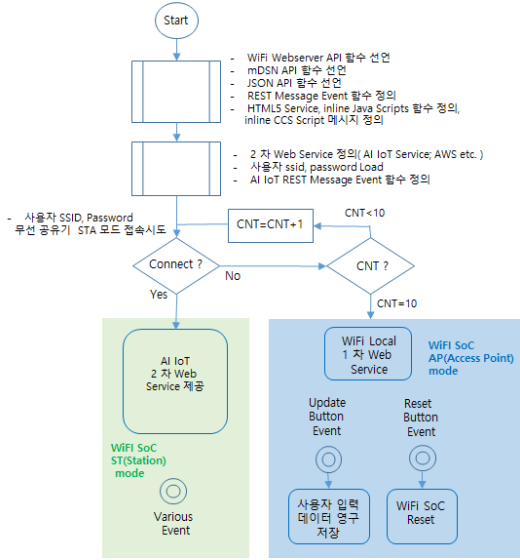 Start
- WiFi Webserver API 함수 선언
- mDSN API 함수 선언
- JSON API 함수 선언
- REST Message Event 함수 정의
- HTML5 Service, inline Java Scripts 함수 정의,
inline CCS Script 메시지 정의
- 2 차 Web Service 정의( AI IoT Service; AWS etc. )
- 사용자 ssid, password Load
- AI IoT REST Message Event 함수 정의
- 사용자 SSID, Password
무선 공유기 STA 모드 접속시도
CNT=CNT+1
CNT<10
Connect ?
No
CNT ?
Yes
CNT=10
AI IoT
2 차 Web
Service 제공
WiFI SoC
ST(Station)
mode
Various
Event
WiFi Local
1 차 Web
Service
WiFI SoC
AP(Access Point)
mode
Update
Button
Event
Reset
Button
Event
사용자 입력
데이터 영구
저장
WiFi SoC
Reset